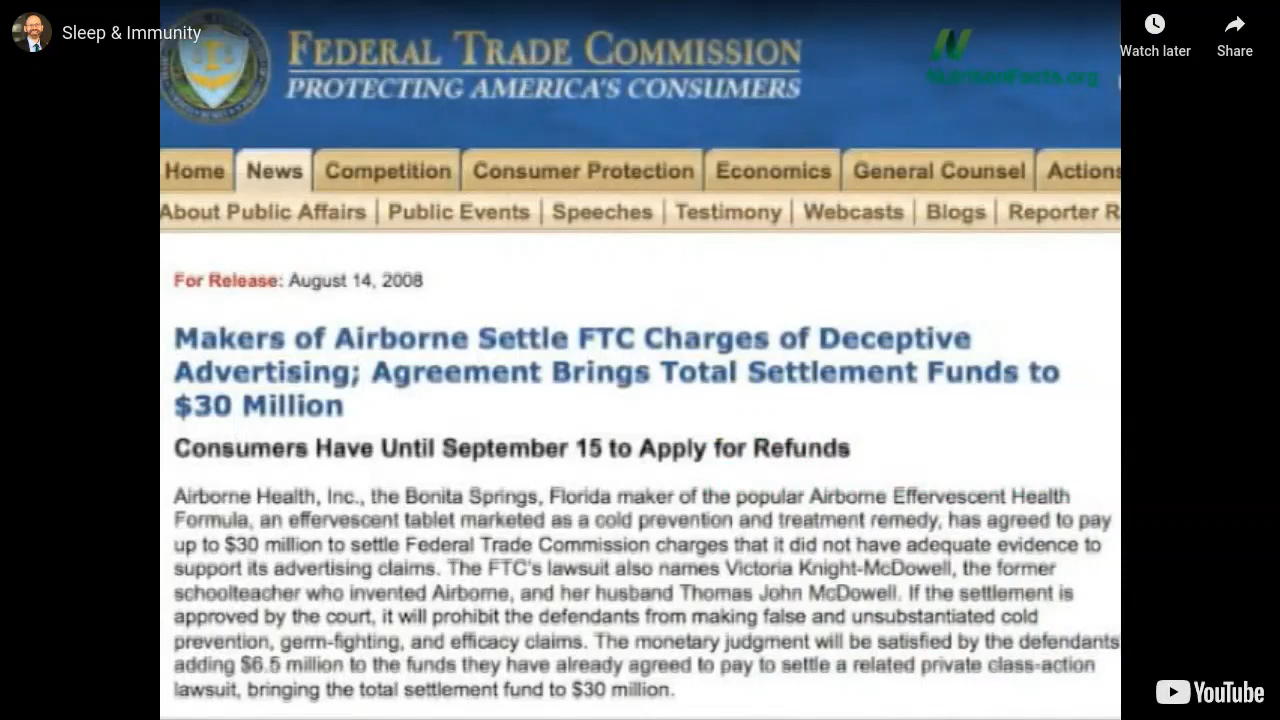 Sleep & Immunity
Watch later
Share
FEDERAL TRADE COMMISSION
PROTECTING AMERICA'S CONSUMERS
NutritionFacts.org
Home
News
Competition
Consumer Protection
Economics
General Counsel
Actions
About Public Affairs | Public Events | Speeches | Testimony | Webcasts | Blogs | Reporter R
For Release: August 14, 2008
Makers of Airborne Settle FTC Charges of Deceptive
Advertising; Agreement Brings Total Settlement Funds to
$30 Million
Consumers Have Until September 15 to Apply for Refunds
Airborne Health, Inc., the Bonita Springs, Florida maker of the popular Airborne Effervescent Health
Formula, an effervescent tablet marketed as a cold prevention and treatment remedy, has agreed to pay
up to $30 million to settle Federal Trade Commission charges that it did not have adequate evidence to
support its advertising claims. The FTC's lawsuit also names Victoria Knight-McDowell, the former
schoolteacher who invented Airborne, and her husband Thomas John McDowell. If the settlement is
approved by the court, it will prohibit the defendants from making false and unsubstantiated cold
prevention, germ-fighting, and efficacy claims. The monetary judgment will be satisfied by the defendants
adding $6.5 million to the funds they have already agreed to pay to settle a related private class-action
lawsuit, bringing the total settlement fund to $30 million.
YouTube